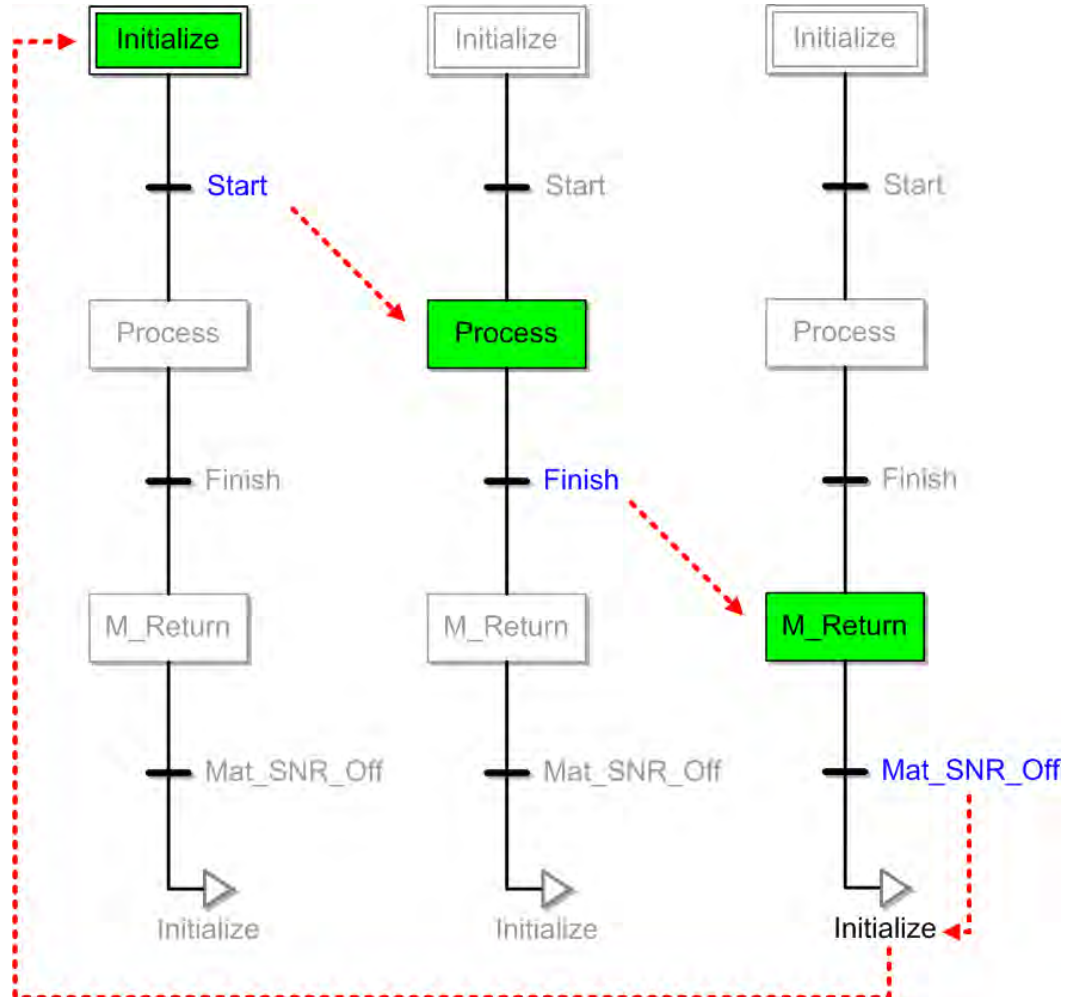 Initialize
Initialize
Initialize
Start
Start
Start
Process
Process
Process
Finish
Finish
Finish
M_Return
M_Return
M_Return
Mat_SNR_Off
Mat_SNR_Off
Mat_SNR_Off
Initialize
Initialize
Initialize